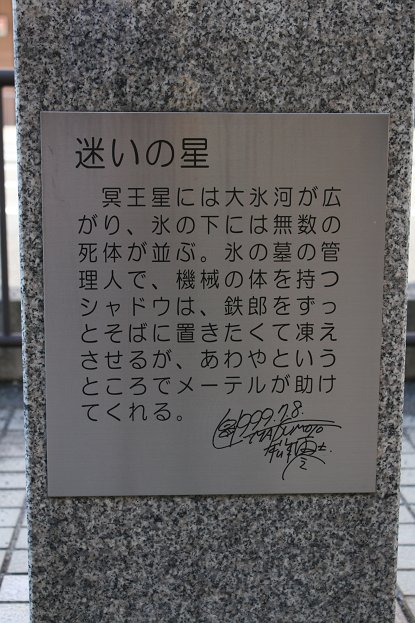 迷いの星
冥王星には大氷河が広
がり、氷の下には無数の
死体が並ぶ。氷の墓の管
理人で、機械の体を持つ
シャドウは、鉄郎をずっ
とそばに置きたくて凍え
させるが、あわやという
ところでメーテルが助け
てくれる。
1999.7.8.